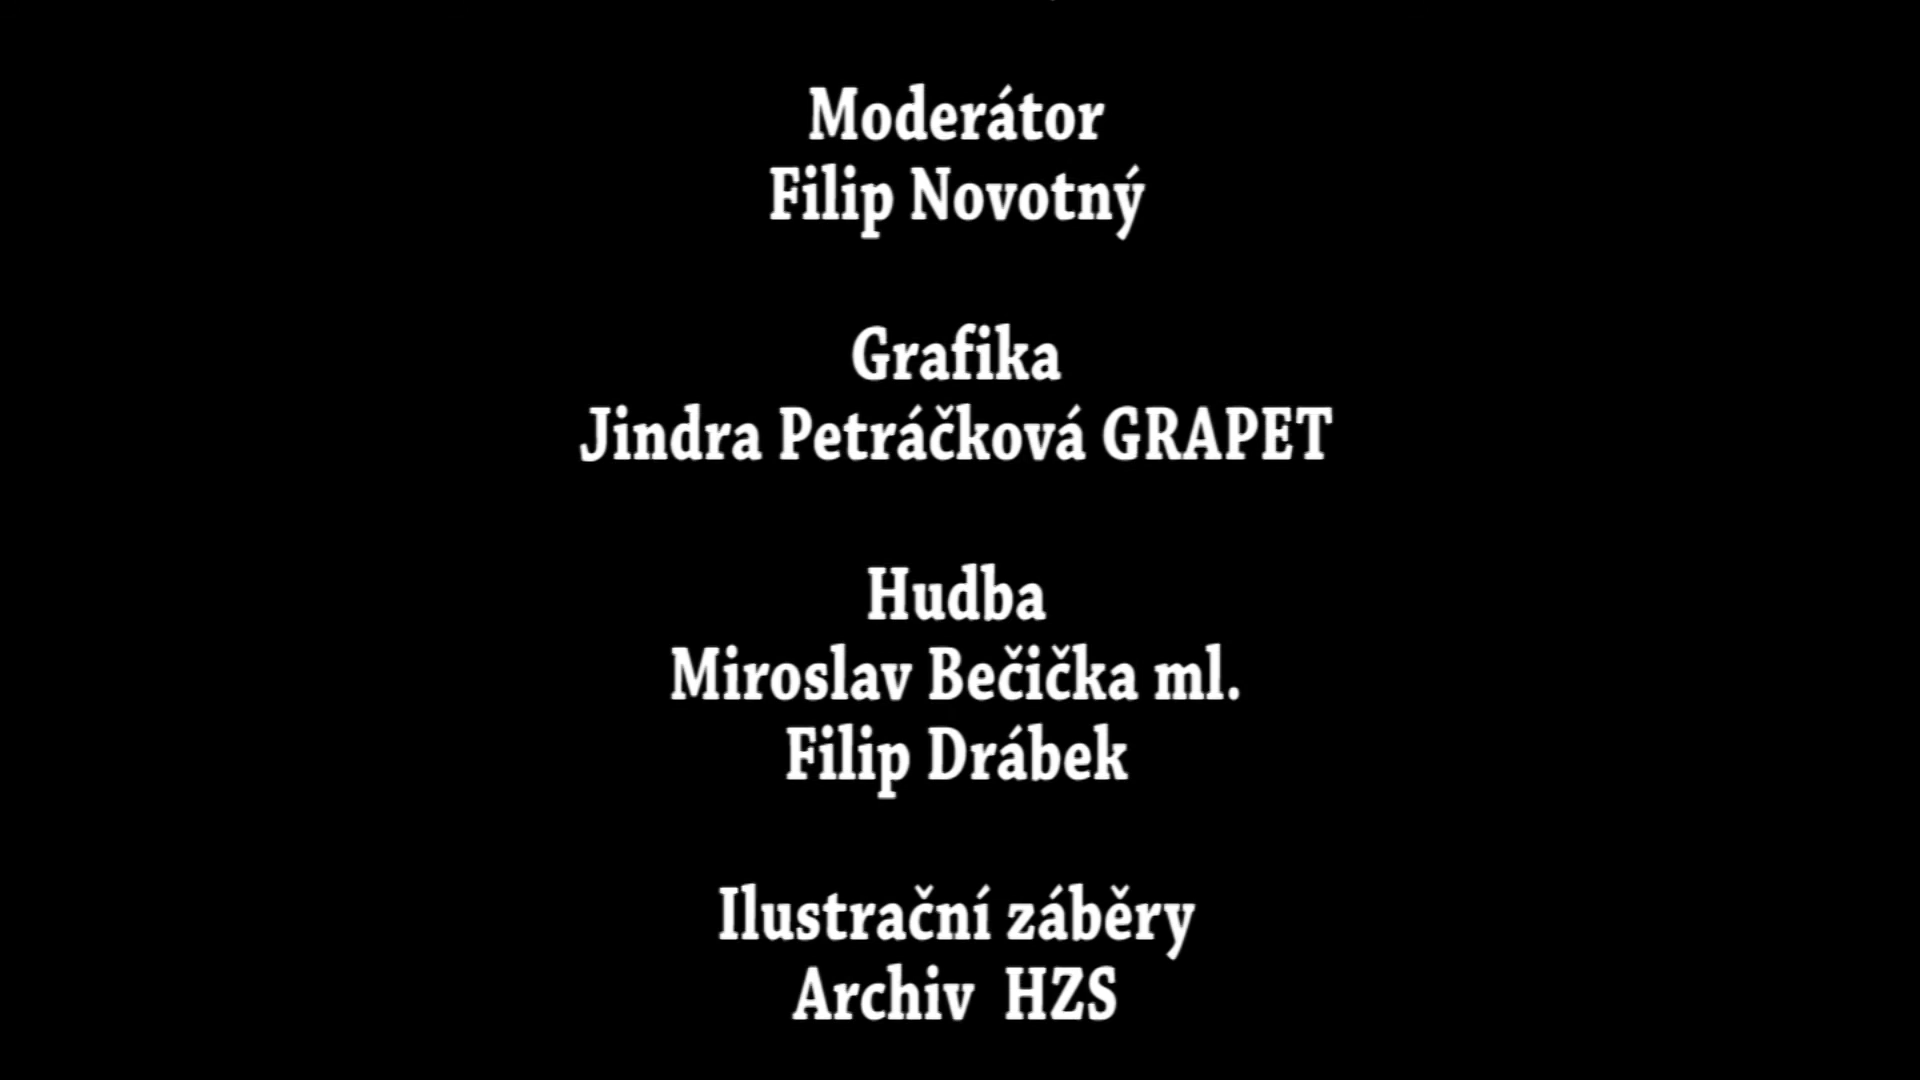 Moderátor
Filip Novotný
Grafika
Jindra Petráčková GRAPET
Hudba
Miroslav Bečička ml.
Filip Drábek
Ilustrační záběry
Archiv  HZS